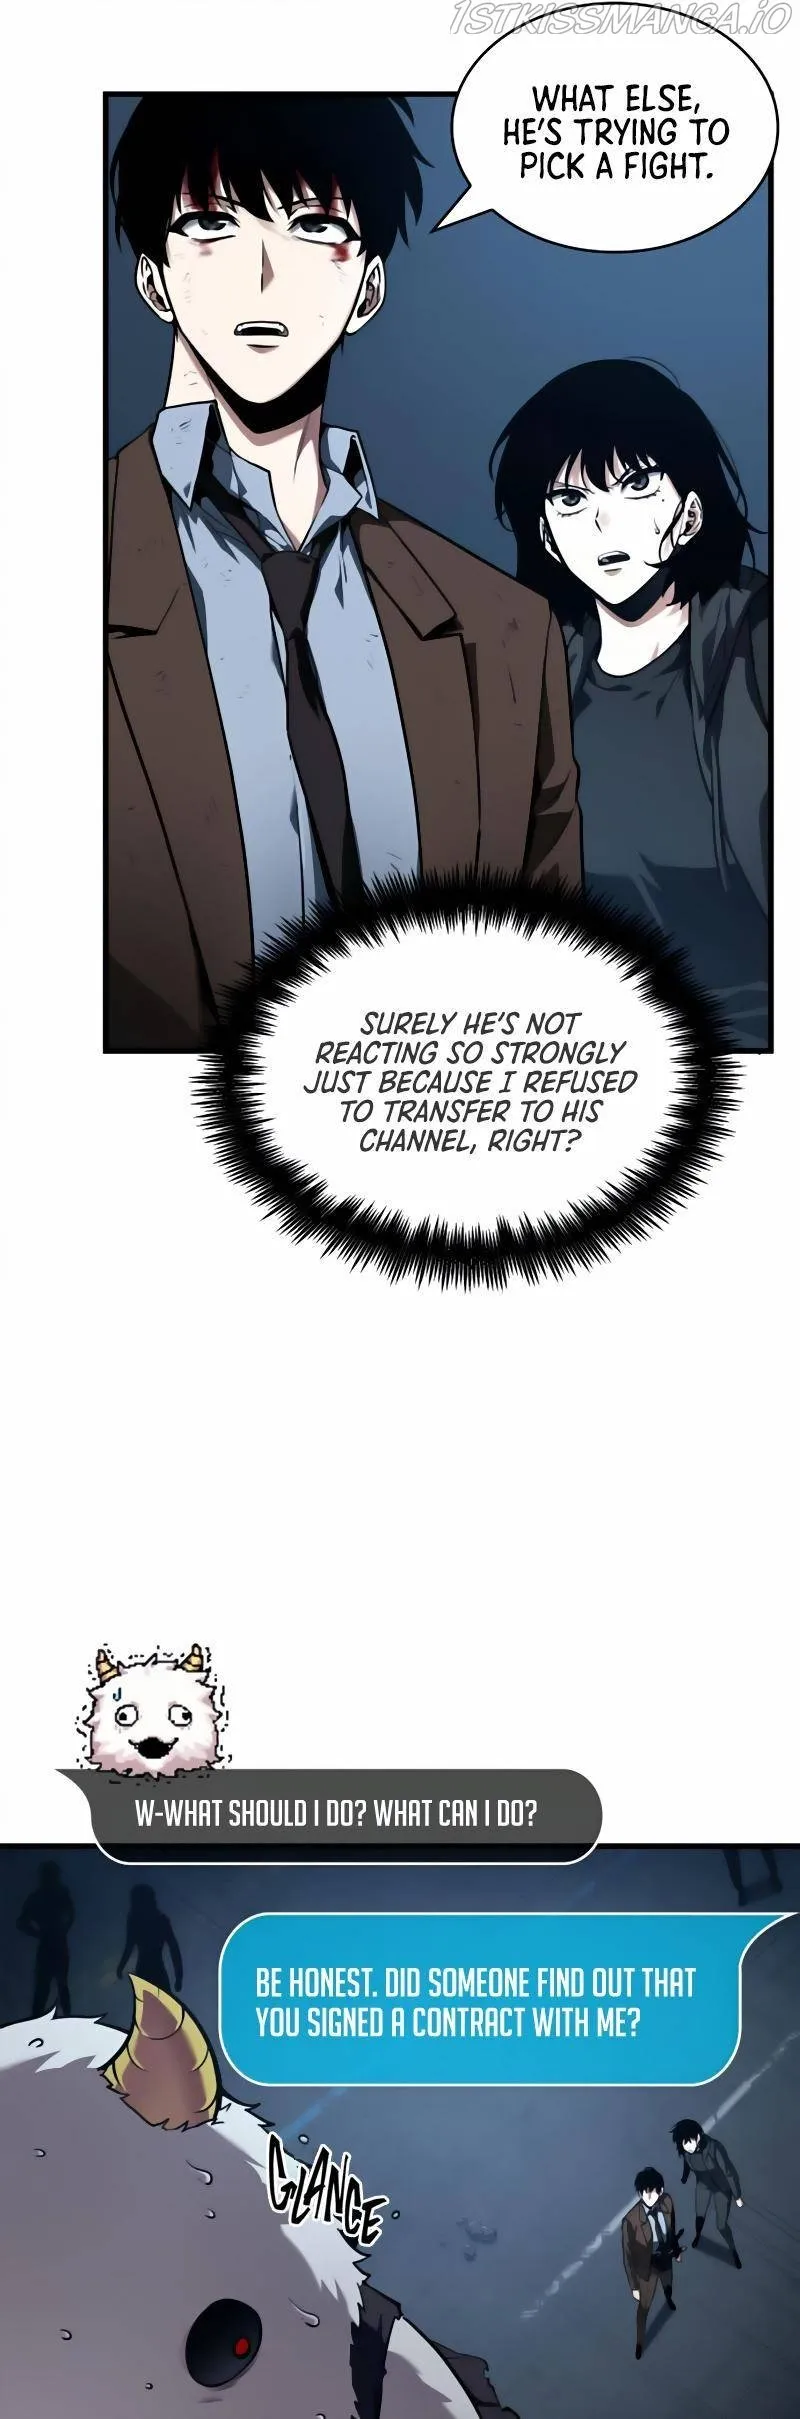 1STKISSMANGA.IO
WHAT ELSE,
HE'S TRYING TO
PICK A FIGHT.
SURELY HE'S NOT
REACTING SO STRONGLY
JUST BECAUSE I REFUSED
TO TRANSFER TO HIS
CHANNEL, RIGHT?
W-WHAT SHOULD I DO? WHAT CAN I DO?
BE HONEST. DID SOMEONE FIND OUT THAT
YOU SIGNED A CONTRACT WITH ME?
GLANCE